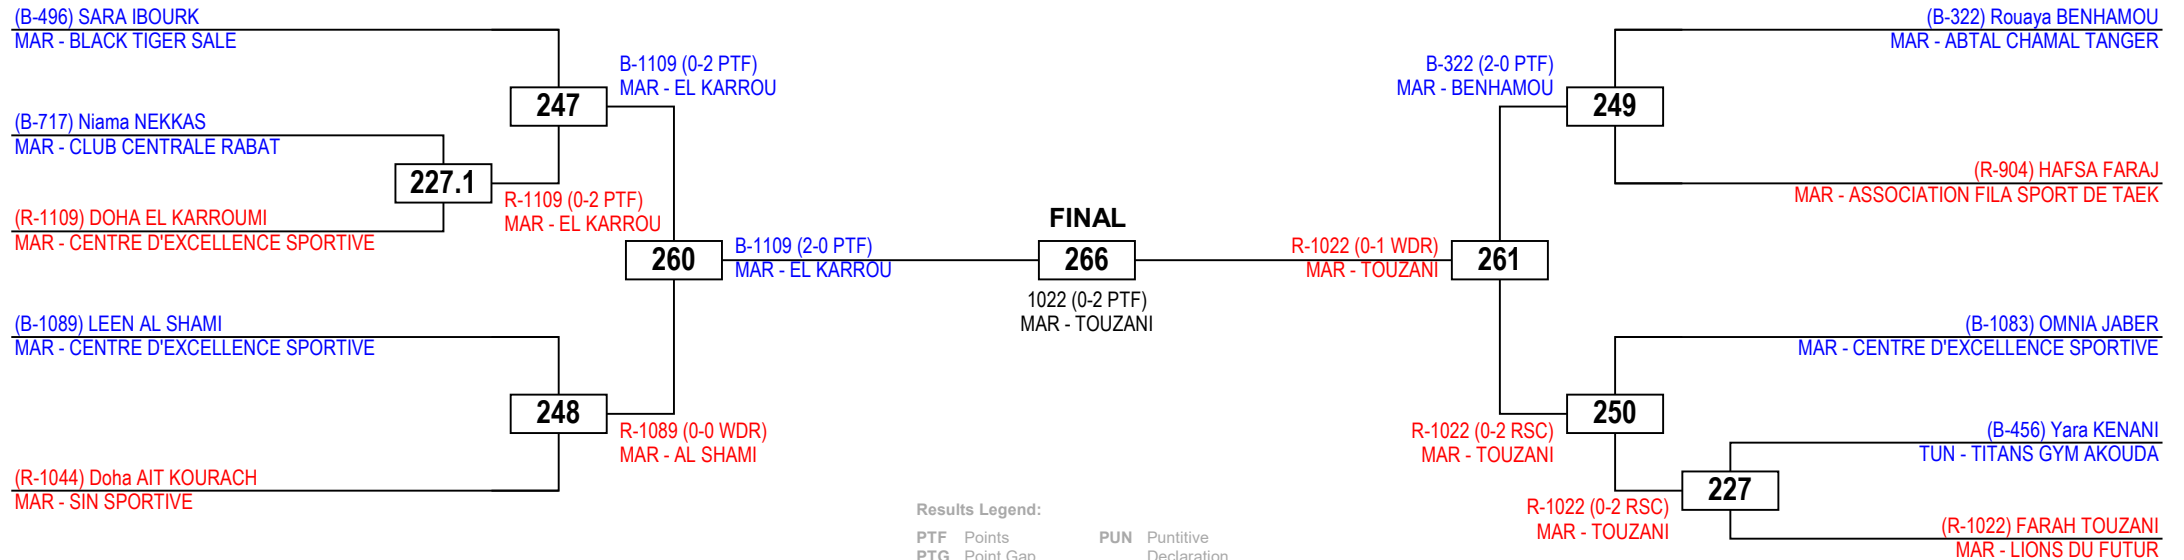 (B-496) SARA IBOURK
MAR - BLACK TIGER SALE
(B-717) Niama NEKKAS
MAR - CLUB CENTRALE RABAT
(R-1109) DOHA EL KARROUMI
MAR - CENTRE D'EXCELLENCE SPORTIVE
(B-1089) LEEN AL SHAMI
MAR - CENTRE D'EXCELLENCE SPORTIVE
(R-1044) Doha AIT KOURACH
MAR - SIN SPORTIVE
227.1
247
B-1109 (0-2 PTF)
MAR - EL KARROU
R-1109 (0-2 PTF)
MAR - EL KARROU
248
R-1089 (0-0 WDR)
MAR - AL SHAMI
260
B-1109 (2-0 PTF)
MAR - EL KARROU
FINAL
266
1022 (0-2 PTF)
MAR - TOUZANI
R-1022 (0-1 WDR)
MAR - TOUZANI
261
B-322 (2-0 PTF)
MAR - BENHAMOU
249
R-1022 (0-2 RSC)
MAR - TOUZANI
250
R-1022 (0-2 RSC)
MAR - TOUZANI
227
(B-322) Rouaya BENHAMOU
MAR - ABTAL CHAMAL TANGER
(R-904) HAFSA FARAJ
MAR - ASSOCIATION FILA SPORT DE TAEK
(B-1083) OMNIA JABER
MAR - CENTRE D'EXCELLENCE SPORTIVE
(B-456) Yara KENANI
TUN - TITANS GYM AKOUDA
(R-1022) FARAH TOUZANI
MAR - LIONS DU FUTUR
Results Legend:
PTF Points PUN Puntitive
PTG Point Gap Declaration